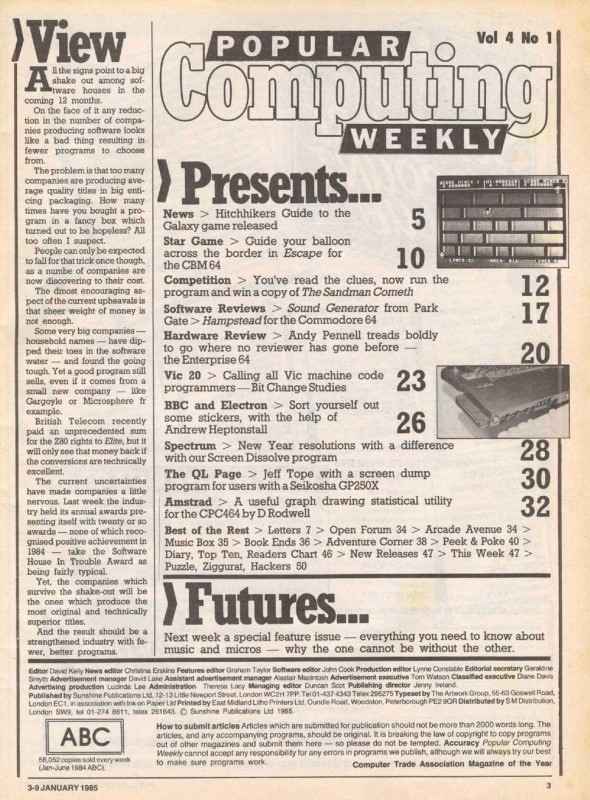 View
All the signs point to a big
shake out among sof-
tware houses in the
coming 12 months.
On the face of it any reduc-
tion in the number of compa-
nies producing software looks
like a bad thing resulting in
fewer programs to choose
from.
The problem is that too many
companies are producing ave-
rage quality titles in big enti-
cing packaging. How many
times have you bought a pro-
gram in a fancy box which
turned out to be hopeless? All
too often I suspect.
People can only be expected
to fall for that trick once though,
as a numbe of companies are
now discovering to their cost.
The dmost encouraging as-
pect of the current upheavals is
that sheer weight of money is
not enough.
Some very big companies —
household names — have dip-
ped their toes in the software
water — and found the going
tough. Yet a good program still
sells, even if it comes from a
small new company — like
Gargoyle or Microsphere fr
example.
British Telecom recently
paid an unprecedented sum
for the Z80 rights to Elite, but it
will only see that money back if
the conversions are technically
excellent.
The current uncertainties
have made companies a little
nervous. Last week the indus-
try held its annual awards pre-
senting itself with twenty or so
awards — none of which reco-
gnised positive achievement in
1984 — take the Software
House In Trouble Award as
being fairly typical.
Yet, the companies which
survive the shake-out will be
the ones which produce the
most original and technically
superior titles.
And the result should be a
strengthened industry with fe-
wer, better programs.
Vol 4 No 1
POPULAR
Computing
WEEKLY
Presents...
News > Hitchhikers Guide to the
Galaxy game released 5
Star Game > Guide your balloon
across the border in Escape for
the CBM 64 10
Competition > You've read the clues, now run the
program and win a copy of The Sandman Cometh 12
Software Reviews > Sound Generator from Park
Gate > Hampstead for the Commodore 64 17
Hardware Review > Andy Pennell treads boldly
to go where no reviewer has gone before —
the Enterprise 64 20
Vic 20 > Calling all Vic machine code
programmers — Bit Change Studies 23
BBC and Electron > Sort yourself out
some stickers, with the help of
Andrew Heptonstall 26
Spectrum > New Year resolutions with a difference
with our Screen Dissolve program 28
The QL Page > Jeff Tope with a screen dump
program for users with a Seikosha GP250X 30
Amstrad > A useful graph drawing statistical utility
for the CPC464 by D Rodwell 32
Best of the Rest > Letters 7 > Open Forum 34 > Arcade Avenue 34 >
Music Box 35 > Book Ends 36 > Adventure Corner 38 > Peek & Poke 40 >
Diary, Top Ten, Readers Chart 46 > New Releases 47 > This Week 47 >
Puzzle, Ziggurat, Hackers 50
Futures...
Next week a special feature issue — everything you need to know about
music and micros — why the one cannot be without the other.
Editor David Kelly News editor Christina Erskine Features editor Graham Taylor Software editor John Cook Production editor Lynne Constable Editorial secretary Geraldine
Smyth Advertisement manager David Lake Assistant advertisement manager Alastair Macintosh Advertisement executive Tom Watson Classified executive Diane Davis
Advertising production Lucinda Lee Administration Theresa Lacy Managing editor Duncan Scot Publishing director Jenny Ireland.
Published by Sunshine Publications Ltd, 12-13 Little Newport Street, London WC2H 7PP. Tel 01-437 4343 Telex 296275 Typeset by The Artwork Group, 55-63 Goswell Road,
London EC1, in association with Ink on Paper Ltd Printed by East Midland Litho Printers Ltd, Oundle Road, Woodston, Peterborough PE2 9QR Distributed by S M Distribution,
London SW9, tel 01-274 8611, telex 261643. © Sunshine Publications Ltd 1985.
ABC
56,052 copies sold every week
(Jan-June 1984 ABC).
How to submit articles Articles which are submitted for publication should not be more than 2000 words long. The
articles, and any accompanying programs, should be original. It is breaking the law of copyright to copy programs
out of other magazines and submit them here — so please do not be tempted. Accuracy Popular Computing
Weekly cannot accept any responsibility for any errors in programs we publish, although we will always try our best
to make sure programs work.
Computer Trade Association Magazine of the Year
3-9 JANUARY 1985
3